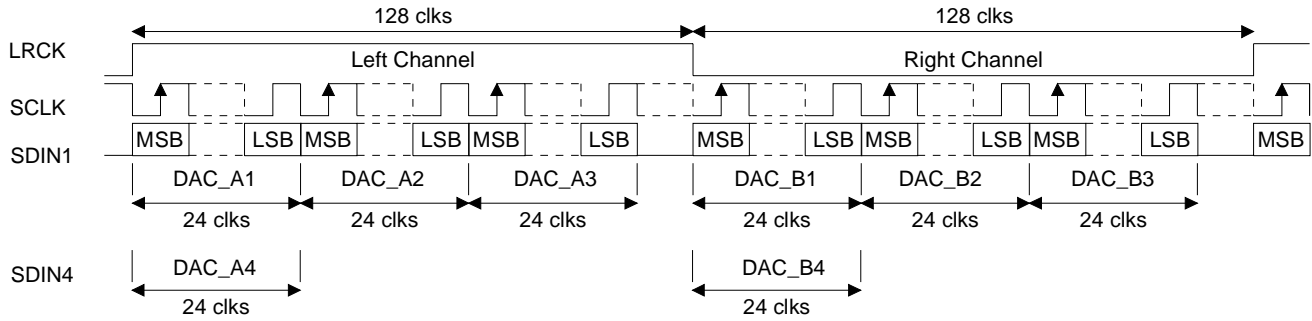 128 clks 128 clks
LRCK Left Channel Right Channel
SCLK
SDIN1 MSB LSB MSB LSB MSB LSB MSB LSB MSB LSB MSB LSB MSB
DAC_A1 DAC_A2 DAC_A3 DAC_B1 DAC_B2 DAC_B3
24 clks 24 clks 24 clks 24 clks 24 clks 24 clks
SDIN4 DAC_A4 DAC_B4
24 clks 24 clks